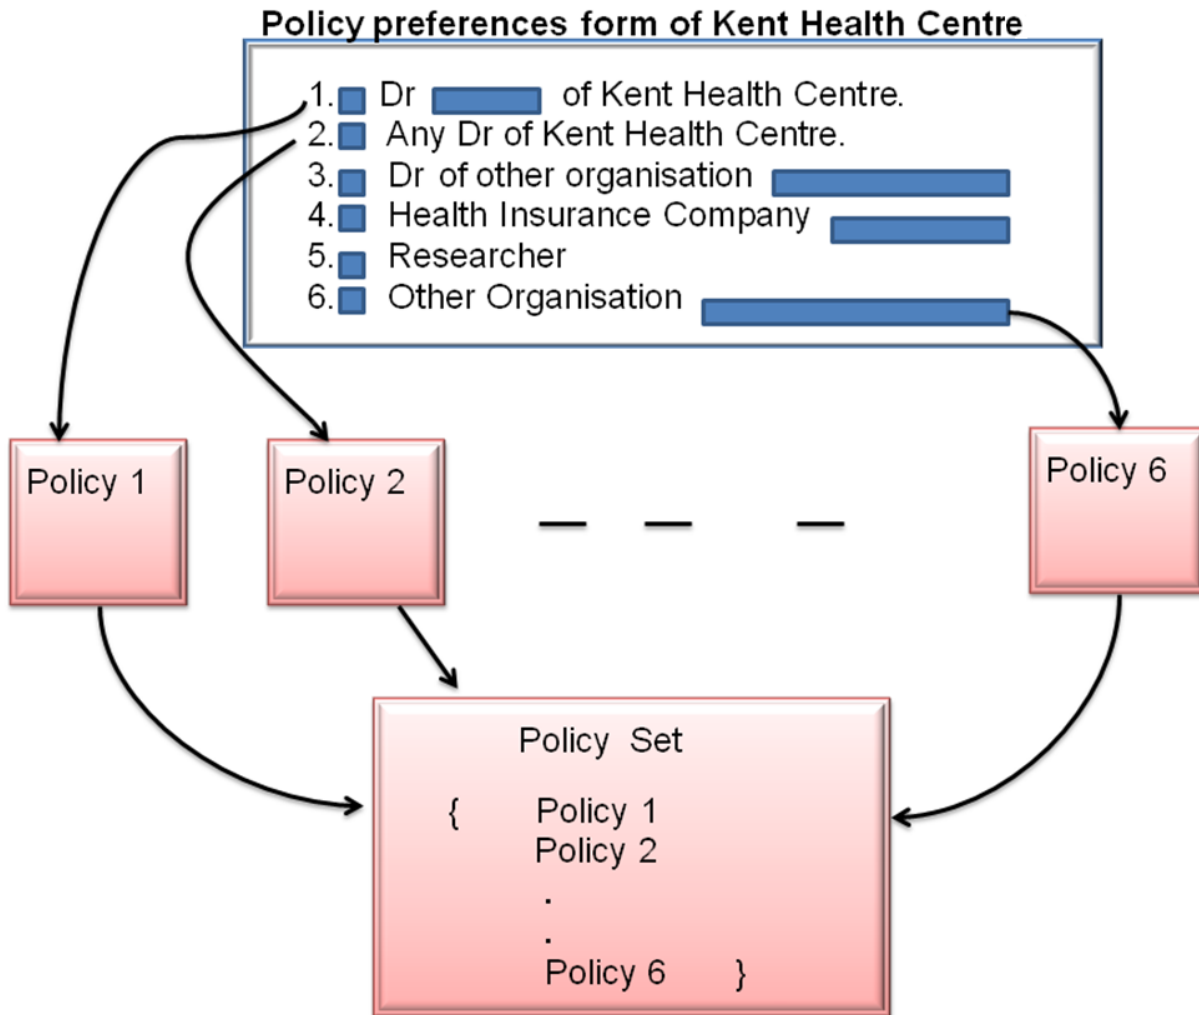 Policy preferences form of Kent Health Centre
1. Dr of Kent Health Centre.
2. Any Dr of Kent Health Centre.
3. Dr of other organisation
4. Health Insurance Company
5. Researcher
6. Other Organisation
Policy 1
Policy 2
Policy 6
Policy Set
{ Policy 1
Policy 2
.
.
Policy 6 }